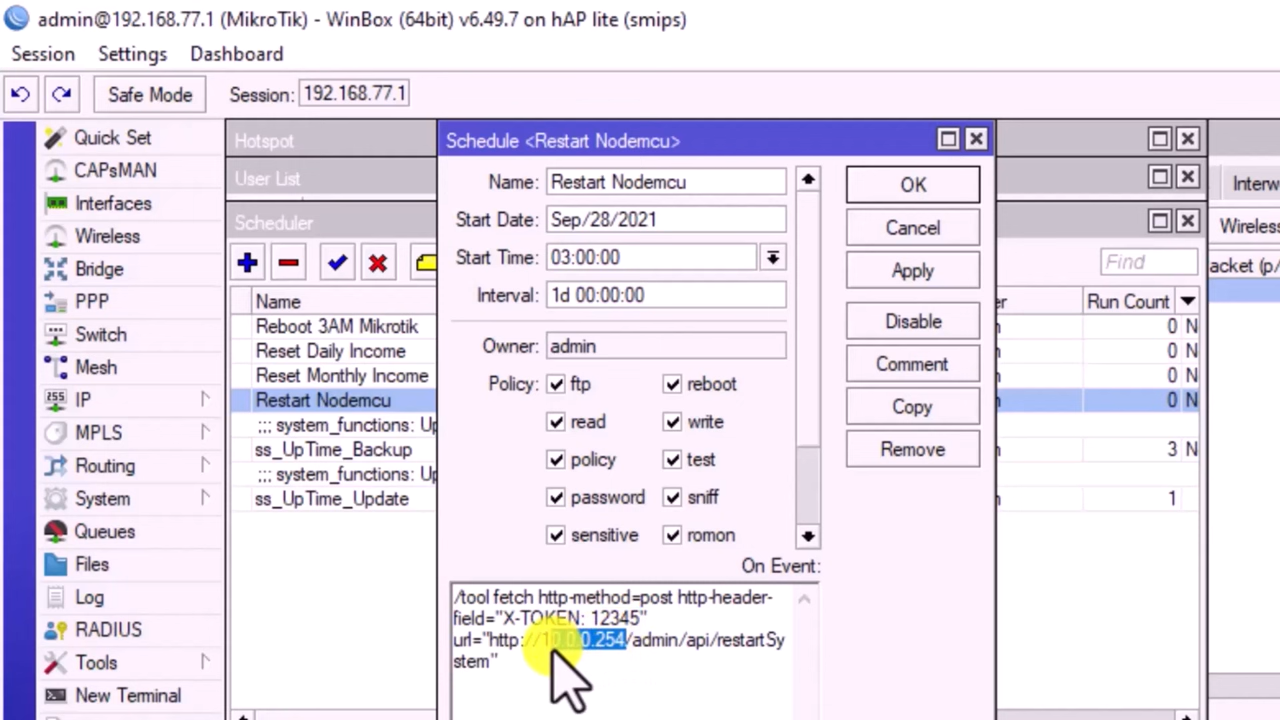 admin@192.168.77.1 (MikroTik) - WinBox (64bit) v6.49.7 on hAP lite (smips)
Session Settings Dashboard
Safe Mode Session: 192.168.77.1
Quick Set
CAPsMAN
Interfaces
Wireless
Bridge
PPP
Switch
Mesh
IP
MPLS
Routing
System
Queues
Files
Log
RADIUS
Tools
New Terminal
Hotspot
User List
Scheduler
Name
Reboot 3AM Mikrotik
Reset Daily Income
Reset Monthly Income
Restart Nodemcu
;;; system_functions: Up
ss_UpTime_Backup
;;; system_functions: Up
ss_UpTime_Update
Schedule <Restart Nodemcu>
Name: Restart Nodemcu
Start Date: Sep/28/2021
Start Time: 03:00:00
Interval: 1d 00:00:00
Owner: admin
Policy: ftp reboot
read write
policy test
password sniff
sensitive romon
On Event:
/tool fetch http-method=post http-header-
field="X-TOKEN: 12345"
url="http://10.0.0.254/admin/api/restartSy
stem"
OK
Cancel
Apply
Disable
Comment
Copy
Remove
Find
Run Count
0 N
0 N
0 N
0 N
3 N
1
Interw
Wireless
acket (p/